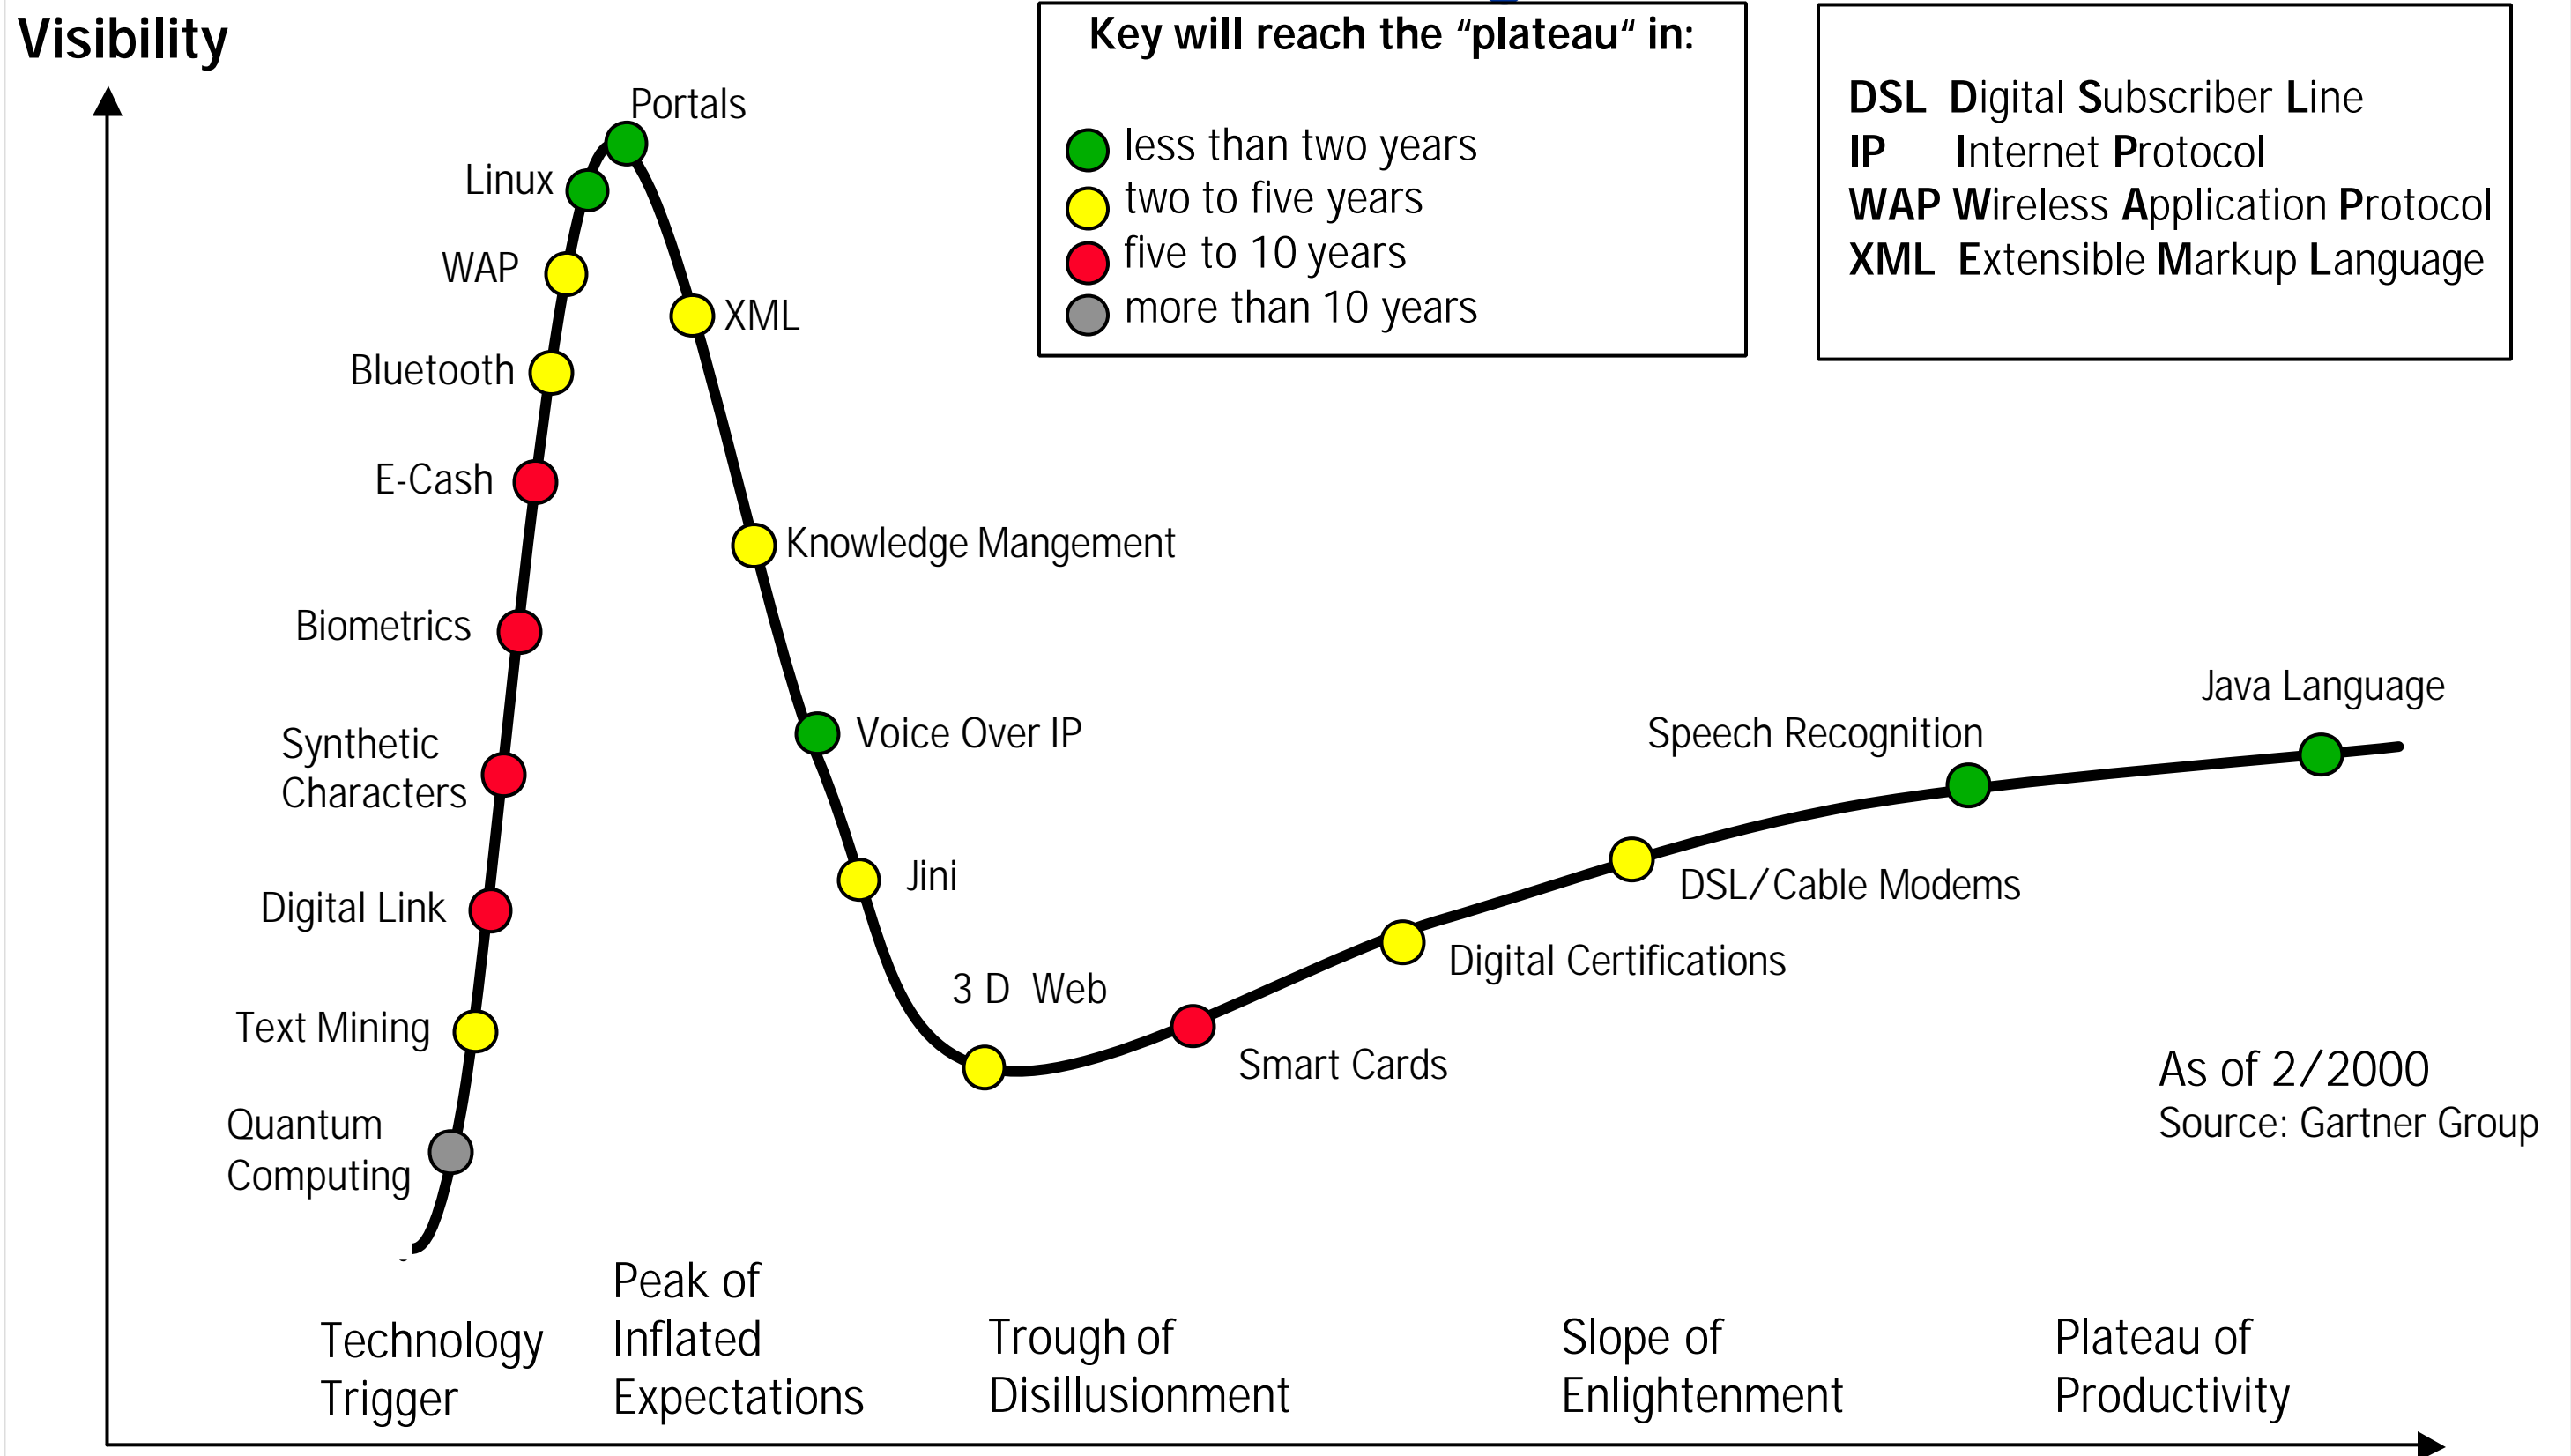 Visibility
Key will reach the “plateau“ in:
less than two years
two to five years
five to 10 years
more than 10 years
DSL Digital Subscriber Line
IP Internet Protocol
WAP Wireless Application Protocol
XML Extensible Markup Language
Portals
Linux
WAP
XML
Bluetooth
E-Cash
Knowledge Mangement
Biometrics
Java Language
Synthetic
Characters
Voice Over IP
Speech Recognition
Digital Link
Jini
DSL/Cable Modems
Digital Certifications
3 D Web
Text Mining
Smart Cards
Quantum
Computing
As of 2/2000
Source: Gartner Group
Technology
Trigger
Peak of
Inflated
Expectations
Trough of
Disillusionment
Slope of
Enlightenment
Plateau of
Productivity